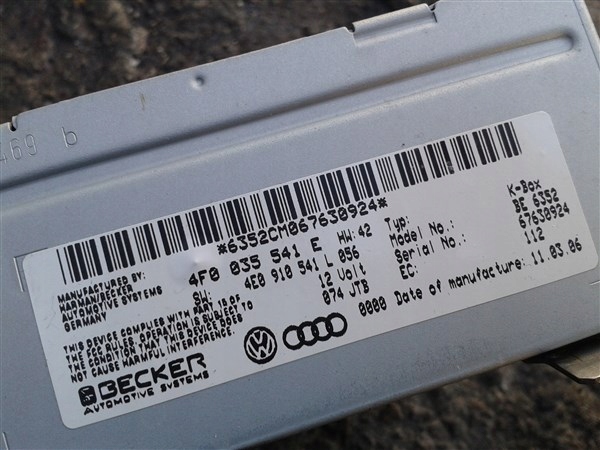 *6352CM067630924*
MANUFACTURED BY:
HARMAN/BECKER
AUTOMOTIVE SYSTEMS
GERMANY
4F0 035 541 E HW: 42
SW: 4E0 910 541 L 056
12 Volt
074 JTB
0000
Typ: K-Box
Model No.: BE 6352
Serial No.: 67630924
EC: 112
Date of manufacture: 11.03.06
THIS DEVICE COMPLIES WITH PART 15 OF
THE FCC RULES. OPERATION IS SUBJECT TO
THE CONDITION THAT THIS DEVICE DOES
NOT CAUSE HARMFUL INTERFERENCE
VW
BECKER
AUTOMOTIVE SYSTEMS